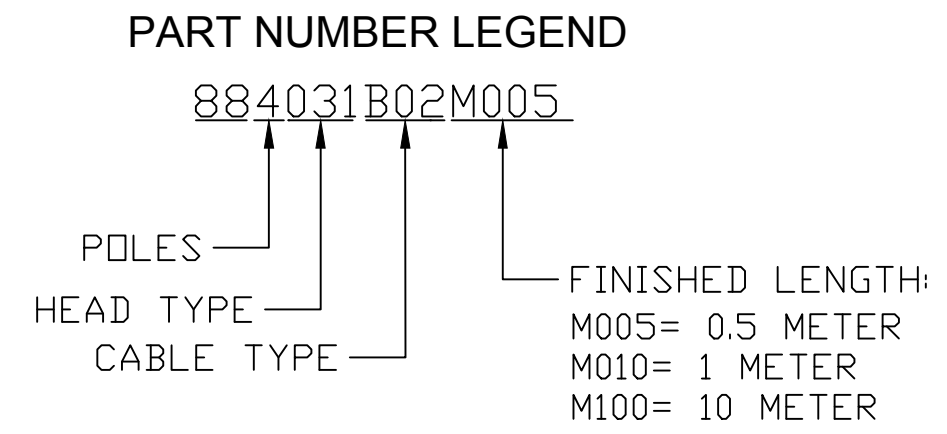 PART NUMBER LEGEND
884031B02M005
POLES
HEAD TYPE
CABLE TYPE
FINISHED LENGTH:
M005= 0.5 METER
M010= 1 METER
M100= 10 METER